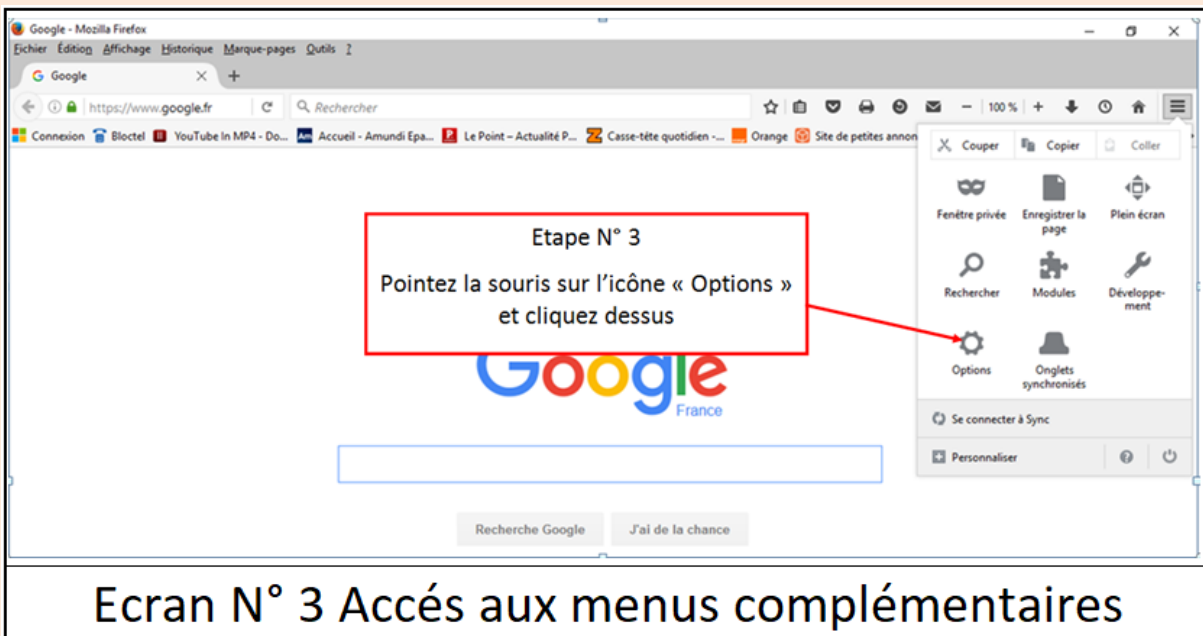 Google - Mozilla Firefox
Fichier Édition Affichage Historique Marque-pages Outils ?
Google
https://www.google.fr
Rechercher
100 %
Connexion Bloctel YouTube In MP4 - Do... Am Accueil - Amundi Epa... Le Point – Actualité P... Casse-tête quotidien -... Orange Site de petites annon
Couper Copier Coller
Fenêtre privée Enregistrer la page Plein écran
Rechercher Modules Développe-
ment
Options Onglets synchronisés
Se connecter à Sync
Personnaliser
Etape N° 3
Pointez la souris sur l’icône « Options »
et cliquez dessus
Google
France
Recherche Google J'ai de la chance
Ecran N° 3 Accés aux menus complémentaires